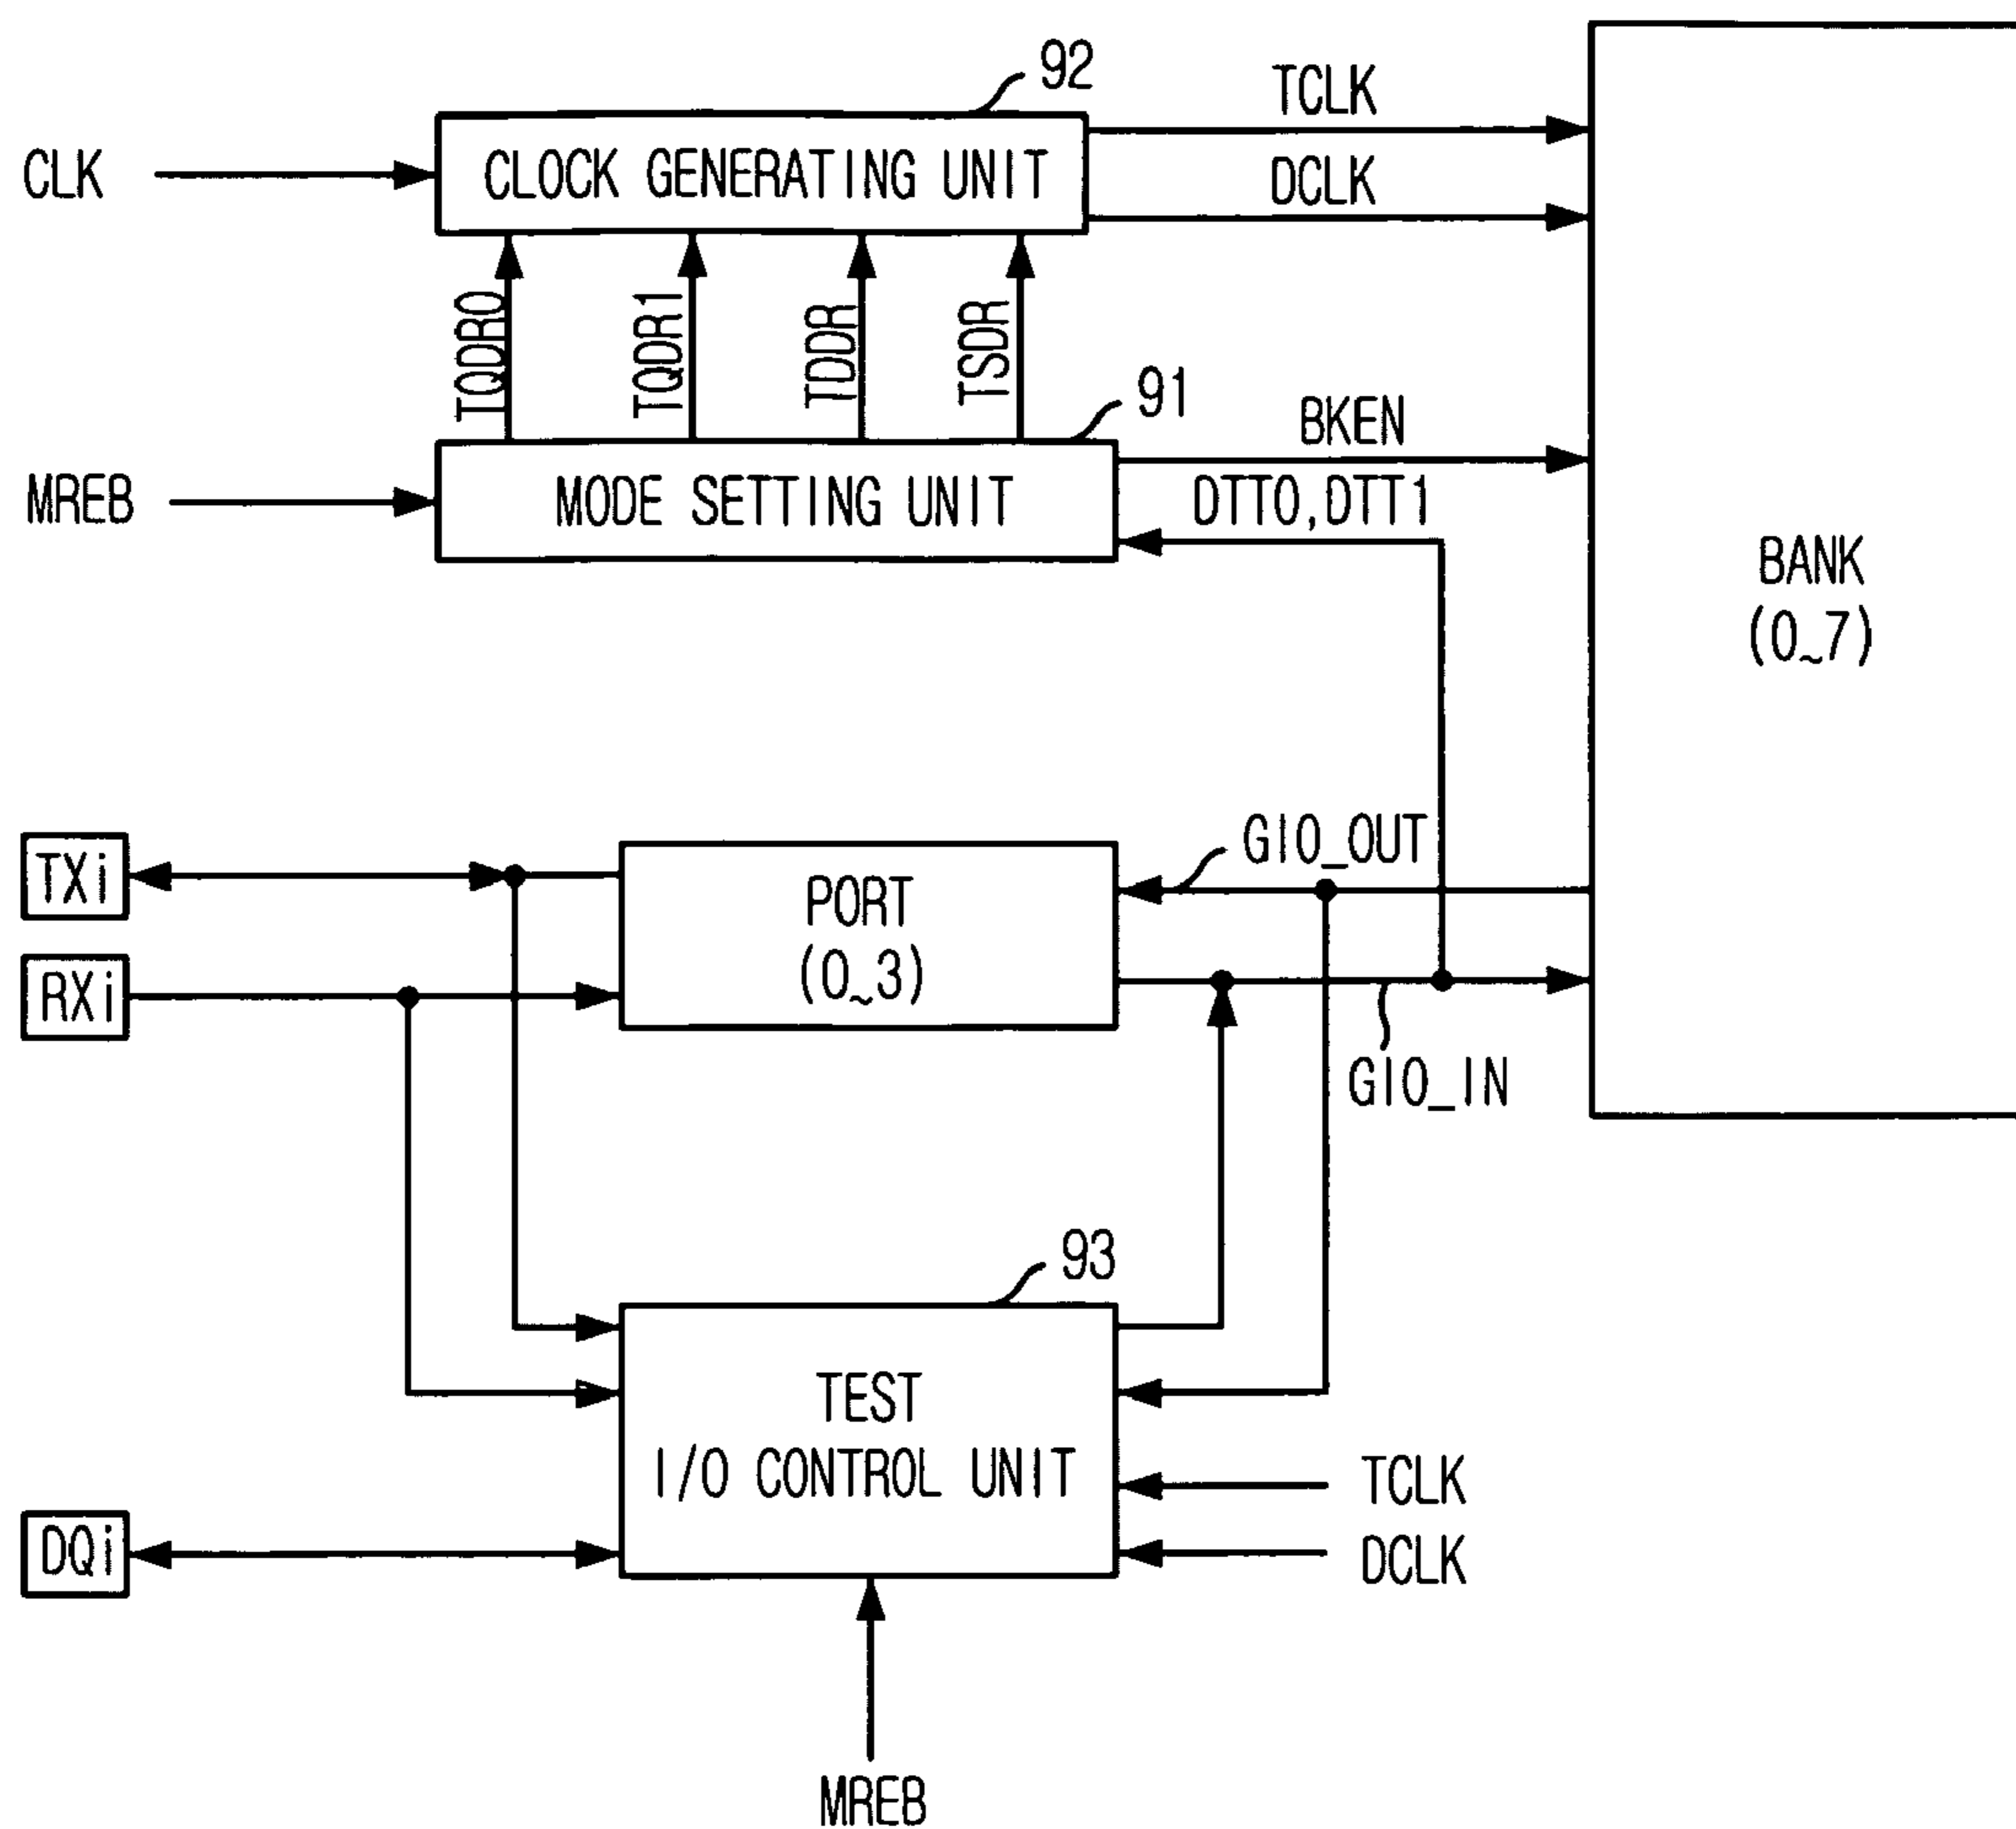 92
TCLK
CLK
CLOCK GENERATING UNIT
DCLK
TQDR0
TQDR1
TDDR
TSDR
91
BKEN
MREB
MODE SETTING UNIT
DTT0,DTT1
BANK
(0~7)
GIO_OUT
TXi
PORT
(0~3)
RXi
GIO_IN
93
TEST
I/O CONTROL UNIT
TCLK
DQi
DCLK
MREB